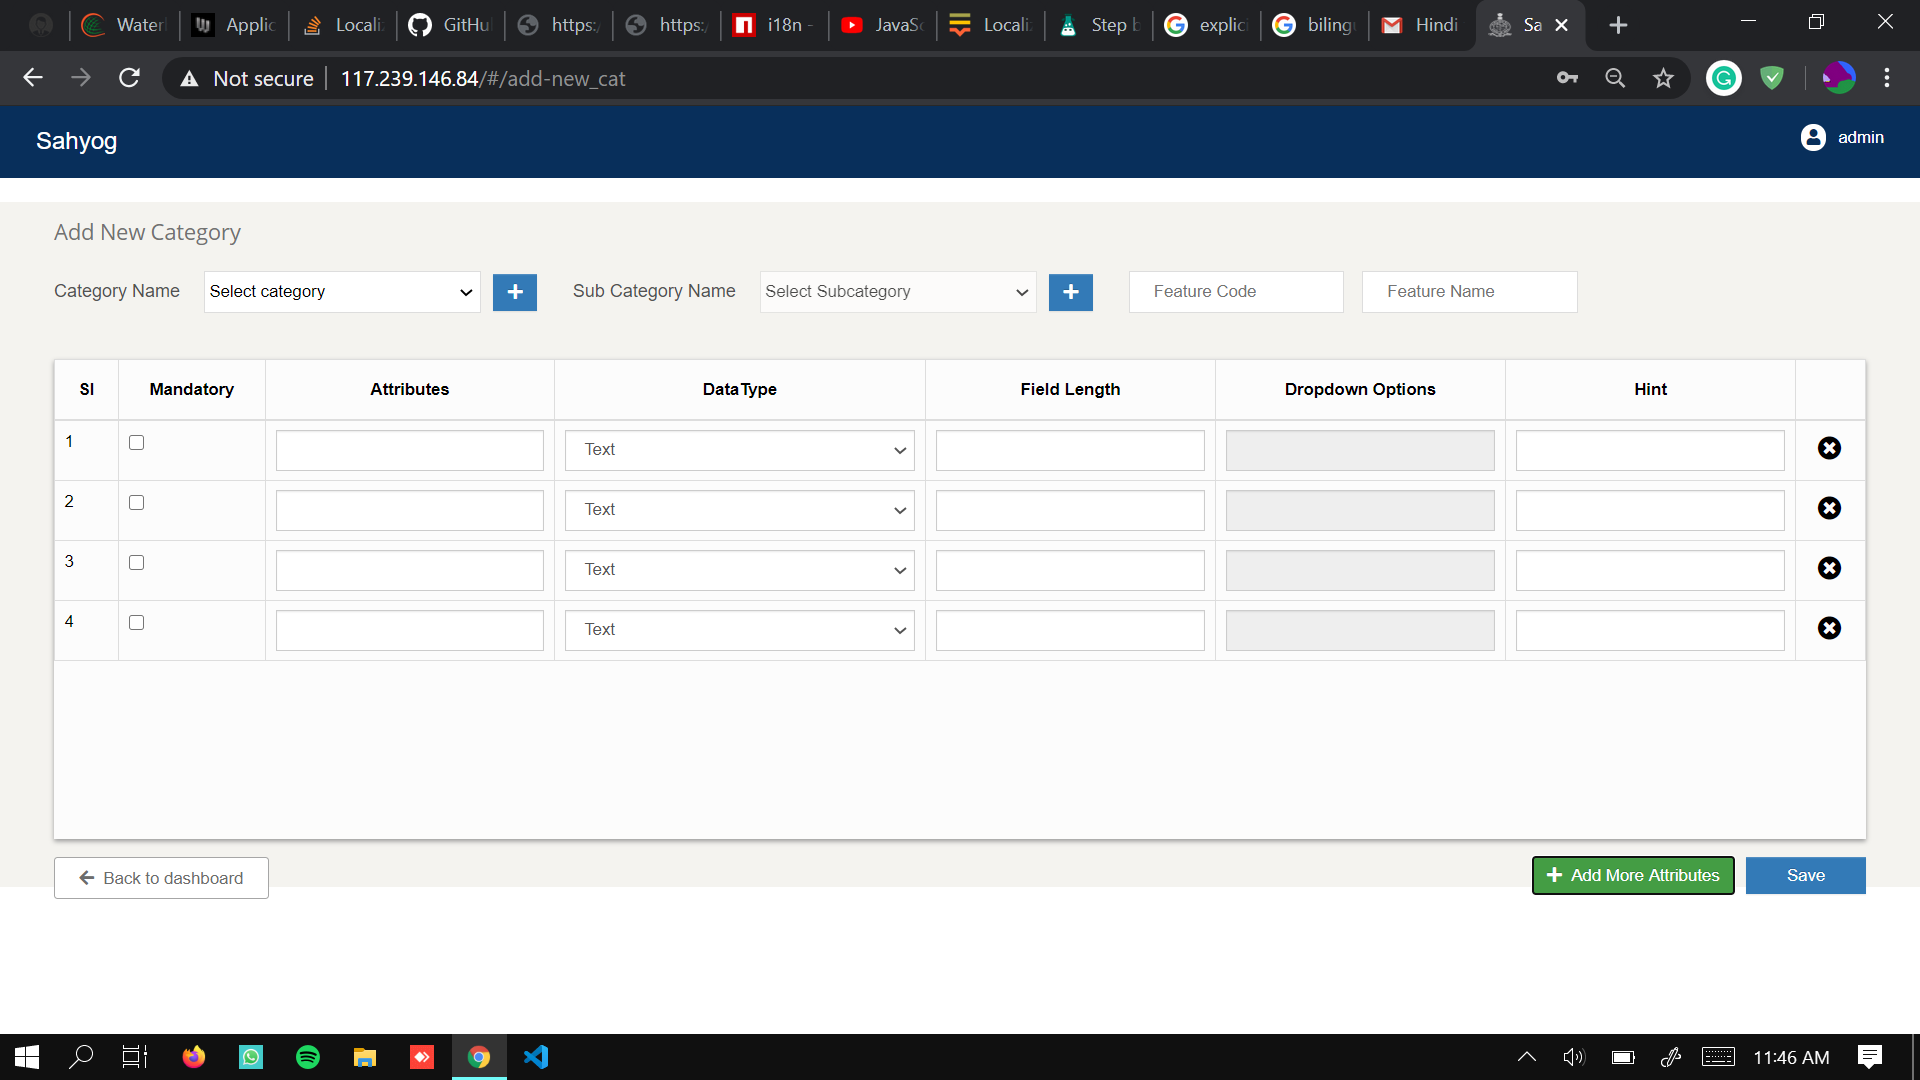 Water
Applic
Locali
GitHu
https:/
https:/
i18n -
JavaSc
Locali
Step b
explici
biling
Hindi
Sa
Not secure
117.239.146.84/#/add-new_cat
Sahyog
admin
Add New Category
Category Name
Select category
Sub Category Name
Select Subcategory
Feature Code
Feature Name
Sl Mandatory Attributes DataType Field Length Dropdown Options Hint
1 Text
2 Text
3 Text
4 Text
Back to dashboard
Add More Attributes
Save
11:46 AM